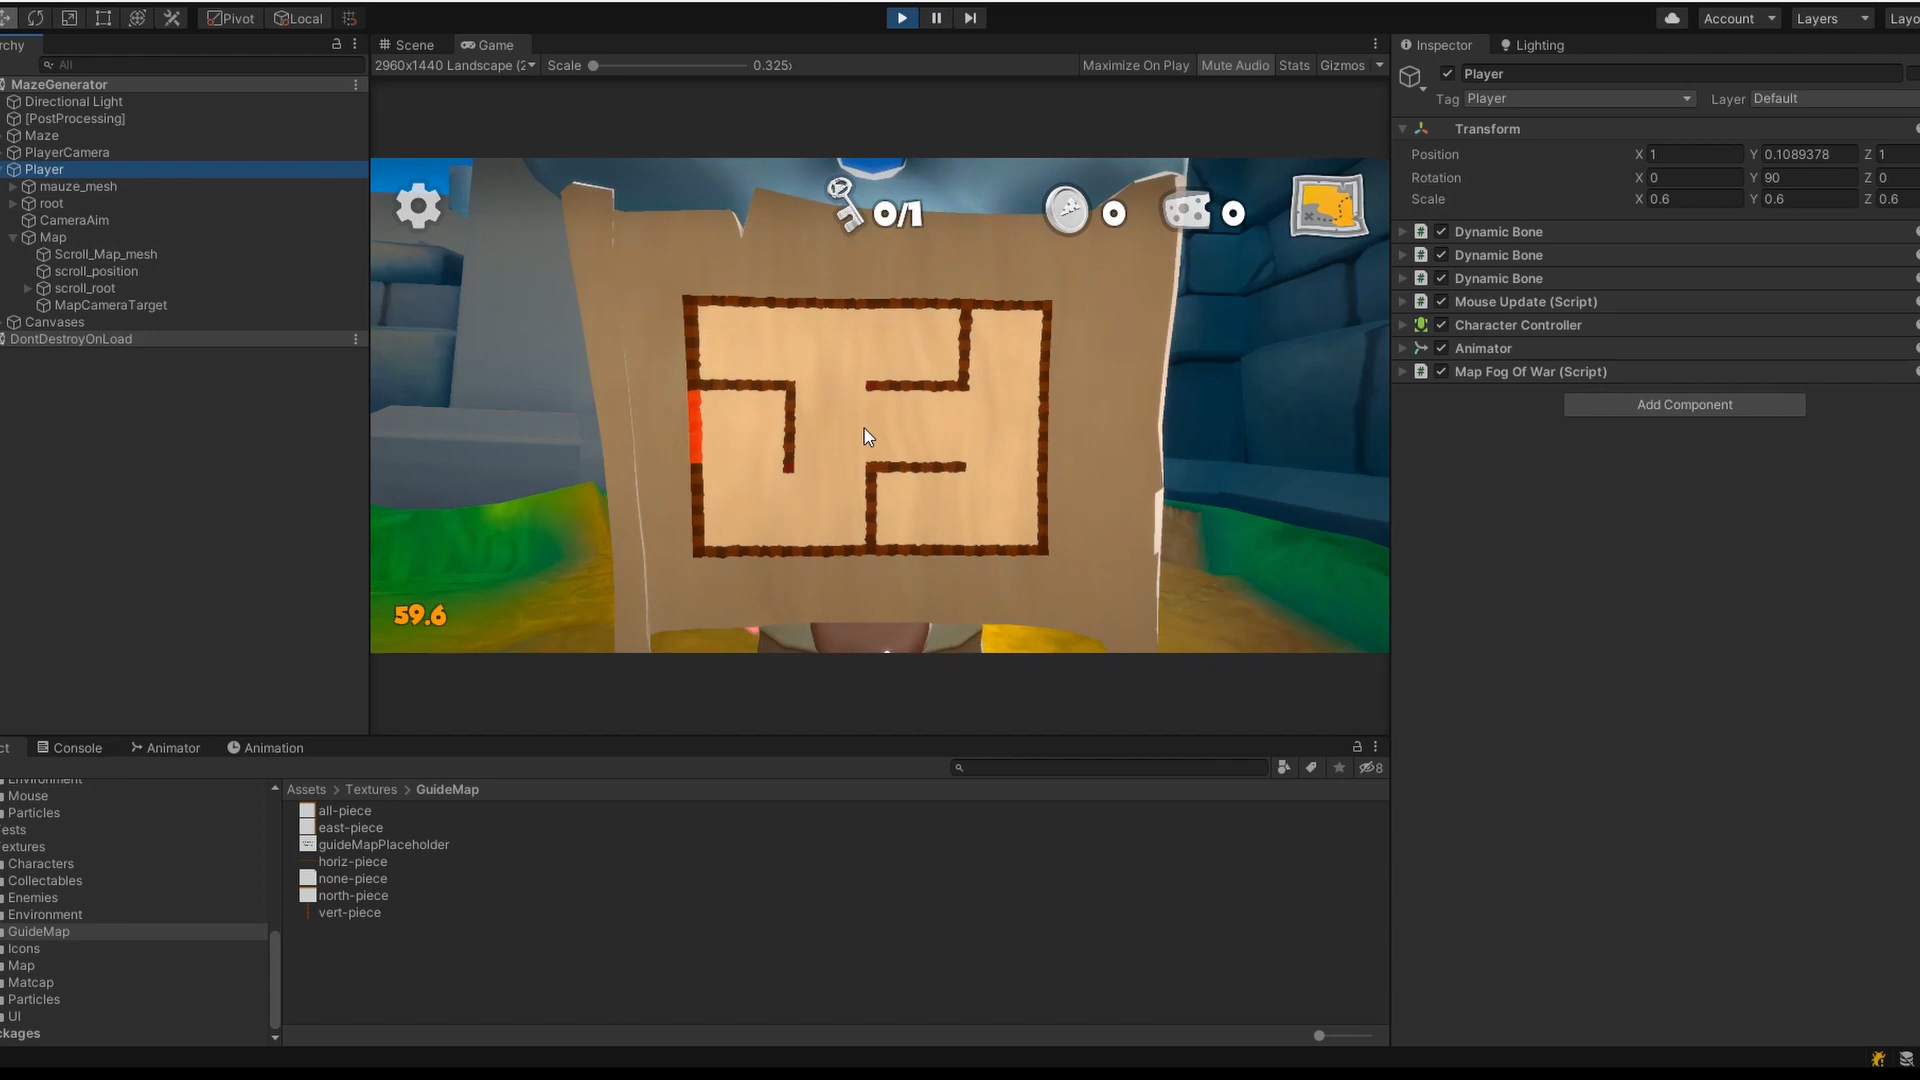 Pivot Local Account Layers Layo
rchy Scene Game Inspector Lighting
All 2960x1440 Landscape (2 Scale 0.325x Maximize On Play Mute Audio Stats Gizmos
MazeGenerator
Directional Light
[PostProcessing]
Maze
PlayerCamera
Player
mauze_mesh
root
CameraAim
Map
Scroll_Map_mesh
scroll_position
scroll_root
MapCameraTarget
Canvases
DontDestroyOnLoad
0/1 0 0
59.6
Player
Tag Player Layer Default
Transform
Position X 1 Y 0.1089378 Z 1
Rotation X 0 Y 90 Z 0
Scale X 0.6 Y 0.6 Z 0.6
Dynamic Bone
Dynamic Bone
Dynamic Bone
Mouse Update (Script)
Character Controller
Animator
Map Fog Of War (Script)
Add Component
ct Console Animator Animation
8
Environment
Mouse
Particles
ests
extures
Characters
Collectables
Enemies
Environment
GuideMap
Icons
Map
Matcap
Particles
UI
ckages
Assets > Textures > GuideMap
all-piece
east-piece
guideMapPlaceholder
horiz-piece
none-piece
north-piece
vert-piece